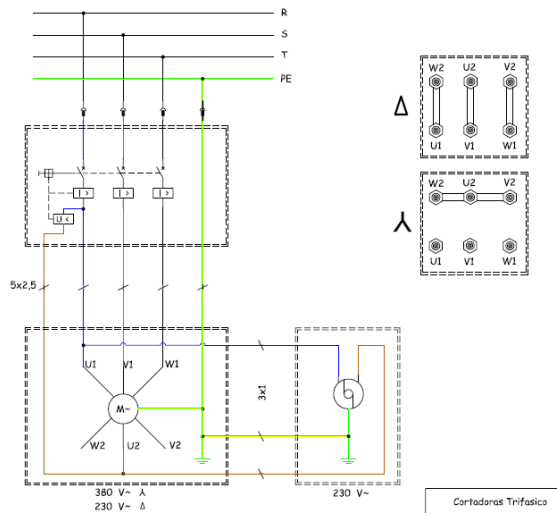 R
S
T
PE
W2 U2 V2
Δ
U1 V1 W1
I> I> I>
W2 U2 V2
U<
U1 V1 W1
5x2,5
U1 V1 W1
3x1
M~
W2 U2 V2
380 V~ ⅄
230 V~ Δ
230 V~
Cortadoras Trifasico